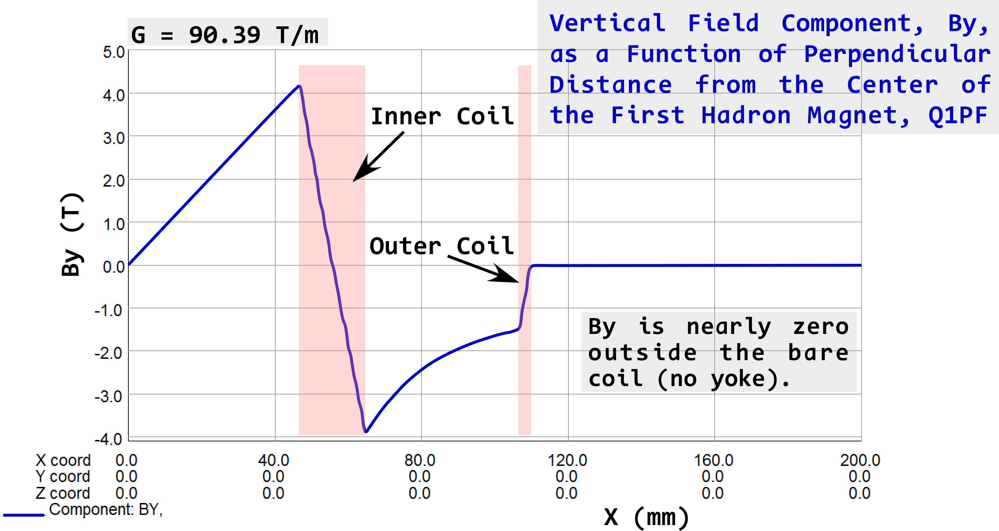 Vertical Field Component, By,
as a Function of Perpendicular
Distance from the Center of
the First Hadron Magnet, Q1PF
G = 90.39 T/m
5.0
4.0
3.0
2.0
1.0
0.0
-1.0
-2.0
-3.0
-4.0
By (T)
Inner Coil
Outer Coil
By is nearly zero
outside the bare
coil (no yoke).
X coord 0.0 40.0 80.0 120.0 160.0 200.0
Y coord 0.0 0.0 0.0 0.0 0.0 0.0
Z coord 0.0 0.0 0.0 0.0 0.0 0.0
Component: BY,
X (mm)